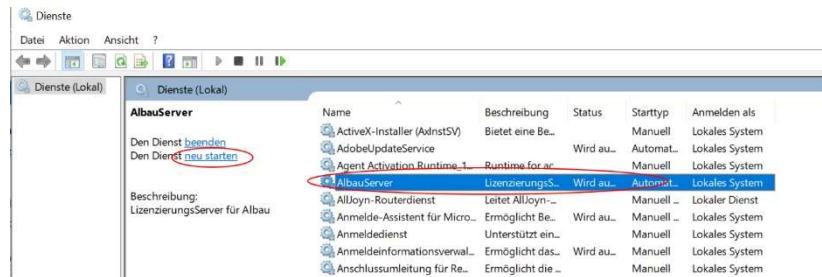 Dienste
Datei Aktion Ansicht ?
Dienste (Lokal)
Dienste (Lokal)
AlbauServer
Den Dienst beenden
Den Dienst neu starten
Beschreibung:
LizenzierungsServer für Albau
Name Beschreibung Status Starttyp Anmelden als
ActiveX-Installer (AxInstSV) Bietet eine Be... Manuell Lokales System
AdobeUpdateService Wird au... Automat... Lokales System
Agent Activation Runtime_1... Runtime for ac... Manuell Lokales System
AlbauServer LizenzierungsS... Wird au... Automat... Lokales System
AllJoyn-Routerdienst Leitet AllJoyn-... Manuell ... Lokaler Dienst
Anmelde-Assistent für Micro... Ermöglicht Be... Wird au... Manuell ... Lokales System
Anmeldedienst Unterstützt ein... Manuell Lokales System
Anmeldeinformationsverwal... Ermöglicht das... Wird au... Manuell Lokales System
Anschlussumleitung für Re... Ermöglicht die ... Manuell Lokales System